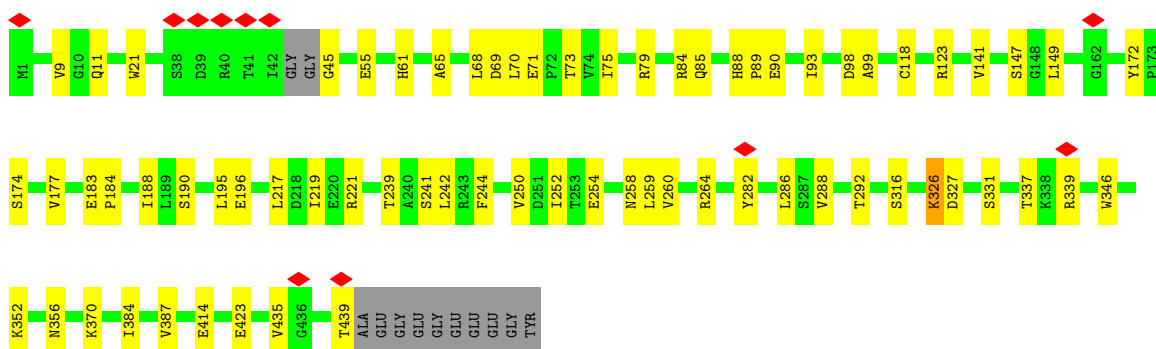 M1 V9 G10 Q11 W21 S38 D39 R40 T41 I42 GLY GLY G45 E55 H61 A65 L68 D69 L70 E71 P72 T73 V74 I75 R79 R84 Q85 H88 P89 E90 I93 D98 A99 C118 R123 V141 S147 G148 L149 G162 Y172 P173
S174 V177 E183 P184 I188 L189 S190 L195 E196 L217 D218 I219 E220 R221 T239 A240 S241 L242 R243 F244 V250 D251 I252 T253 E254 N258 L259 V260 R264 Y282 L286 S287 V288 T292 S316 K326 D327 S331 T337 K338 R339 W346
K352 N356 K370 I384 V387 E414 E423 V435 G436 T439 ALA GLU GLY GLU GLU GLY GLU GLU GLU GLY TYR